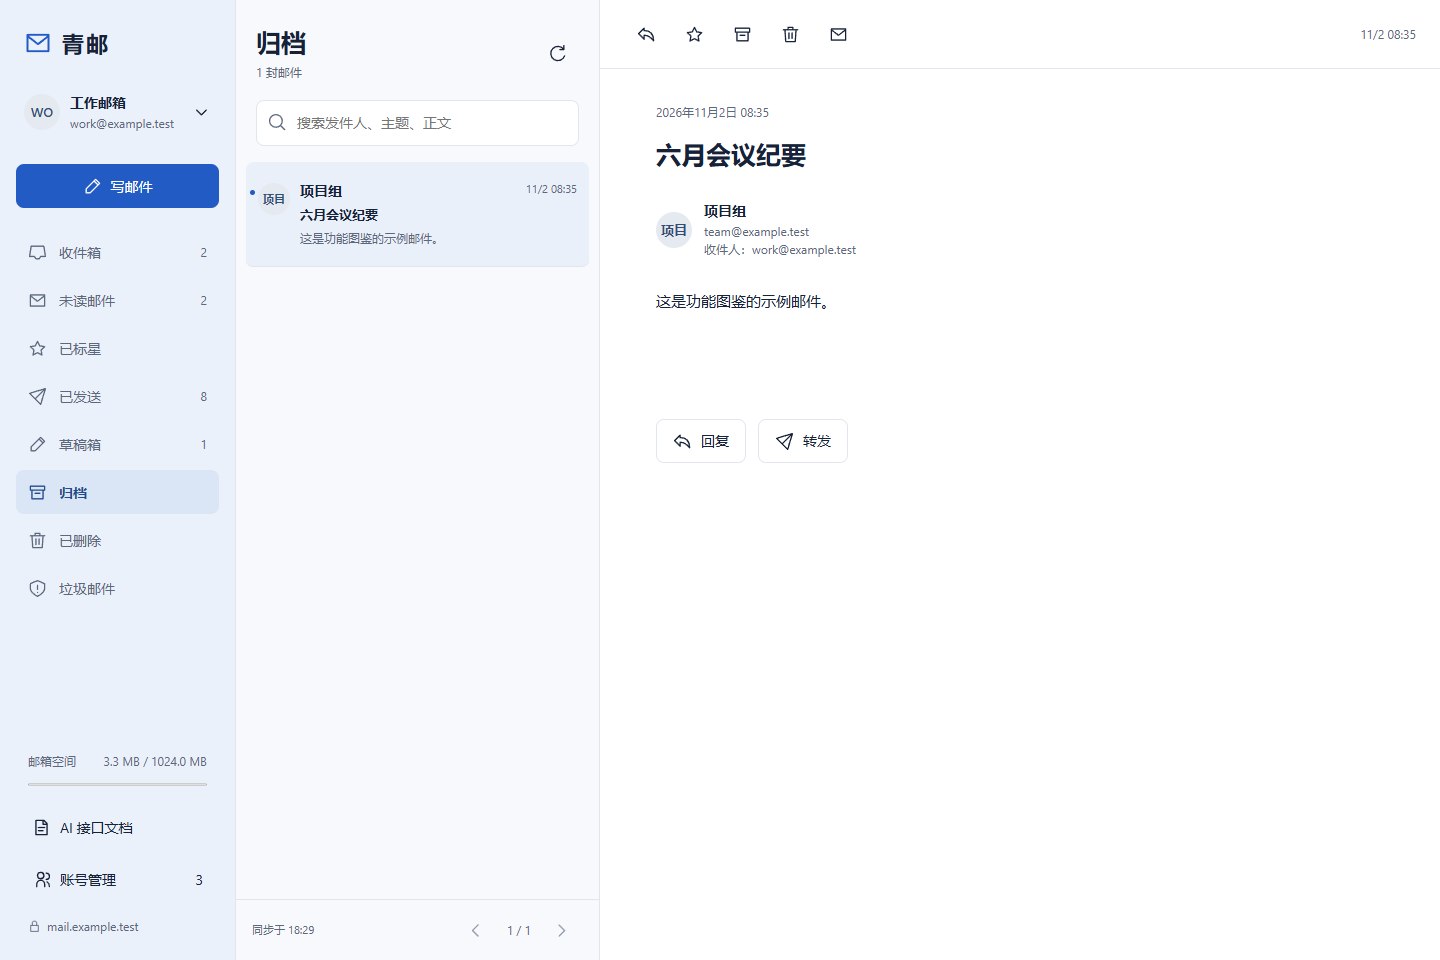 青邮
WO
工作邮箱
work@example.test
写邮件
收件箱 2
未读邮件 2
已标星
已发送 8
草稿箱 1
归档
已删除
垃圾邮件
邮箱空间 3.3 MB / 1024.0 MB
AI 接口文档
账号管理 3
mail.example.test
归档
1 封邮件
搜索发件人、主题、正文
项目
项目组 11/2 08:35
六月会议纪要
这是功能图鉴的示例邮件。
同步于 18:29
1 / 1
11/2 08:35
2026年11月2日 08:35
六月会议纪要
项目
项目组
team@example.test
收件人：work@example.test
这是功能图鉴的示例邮件。
回复
转发